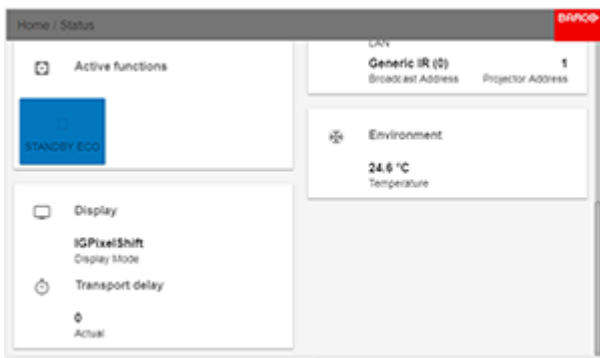 Home / Status
BARCO
Active functions
STANDBY ECO
Display
IGPixelShift
Display Mode
Transport delay
0
Actual
LAN
Generic IR (0) 1
Broadcast Address Projector Address
Environment
24.6 °C
Temperature